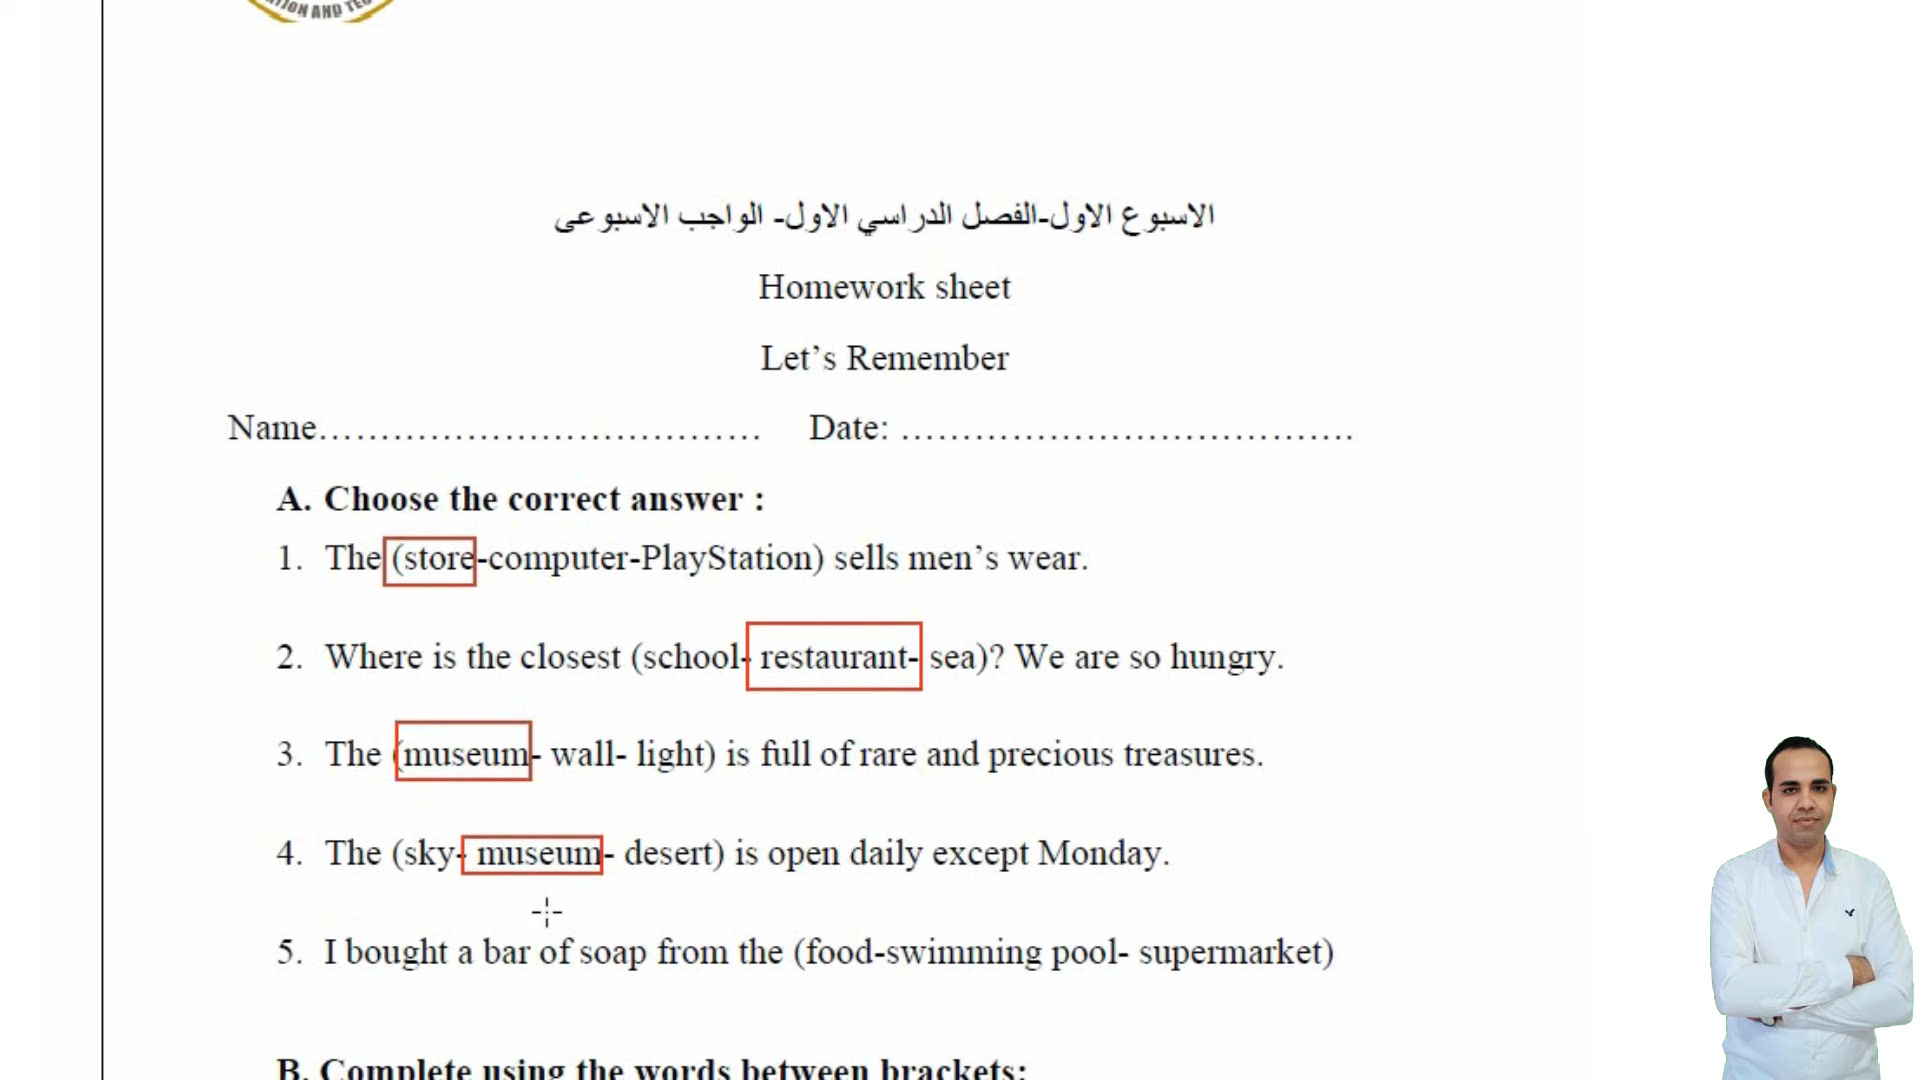 TION AND TE
الاسبوع الاول-الفصل الدراسي الاول- الواجب الاسبوعى
Homework sheet
Let’s Remember
Name……………………………… Date: ……………………………….
A. Choose the correct answer :
1. The (store-computer-PlayStation) sells men’s wear.
2. Where is the closest (school- restaurant- sea)? We are so hungry.
3. The (museum- wall- light) is full of rare and precious treasures.
4. The (sky- museum- desert) is open daily except Monday.
5. I bought a bar of soap from the (food-swimming pool- supermarket)
B. Complete using the words between brackets: